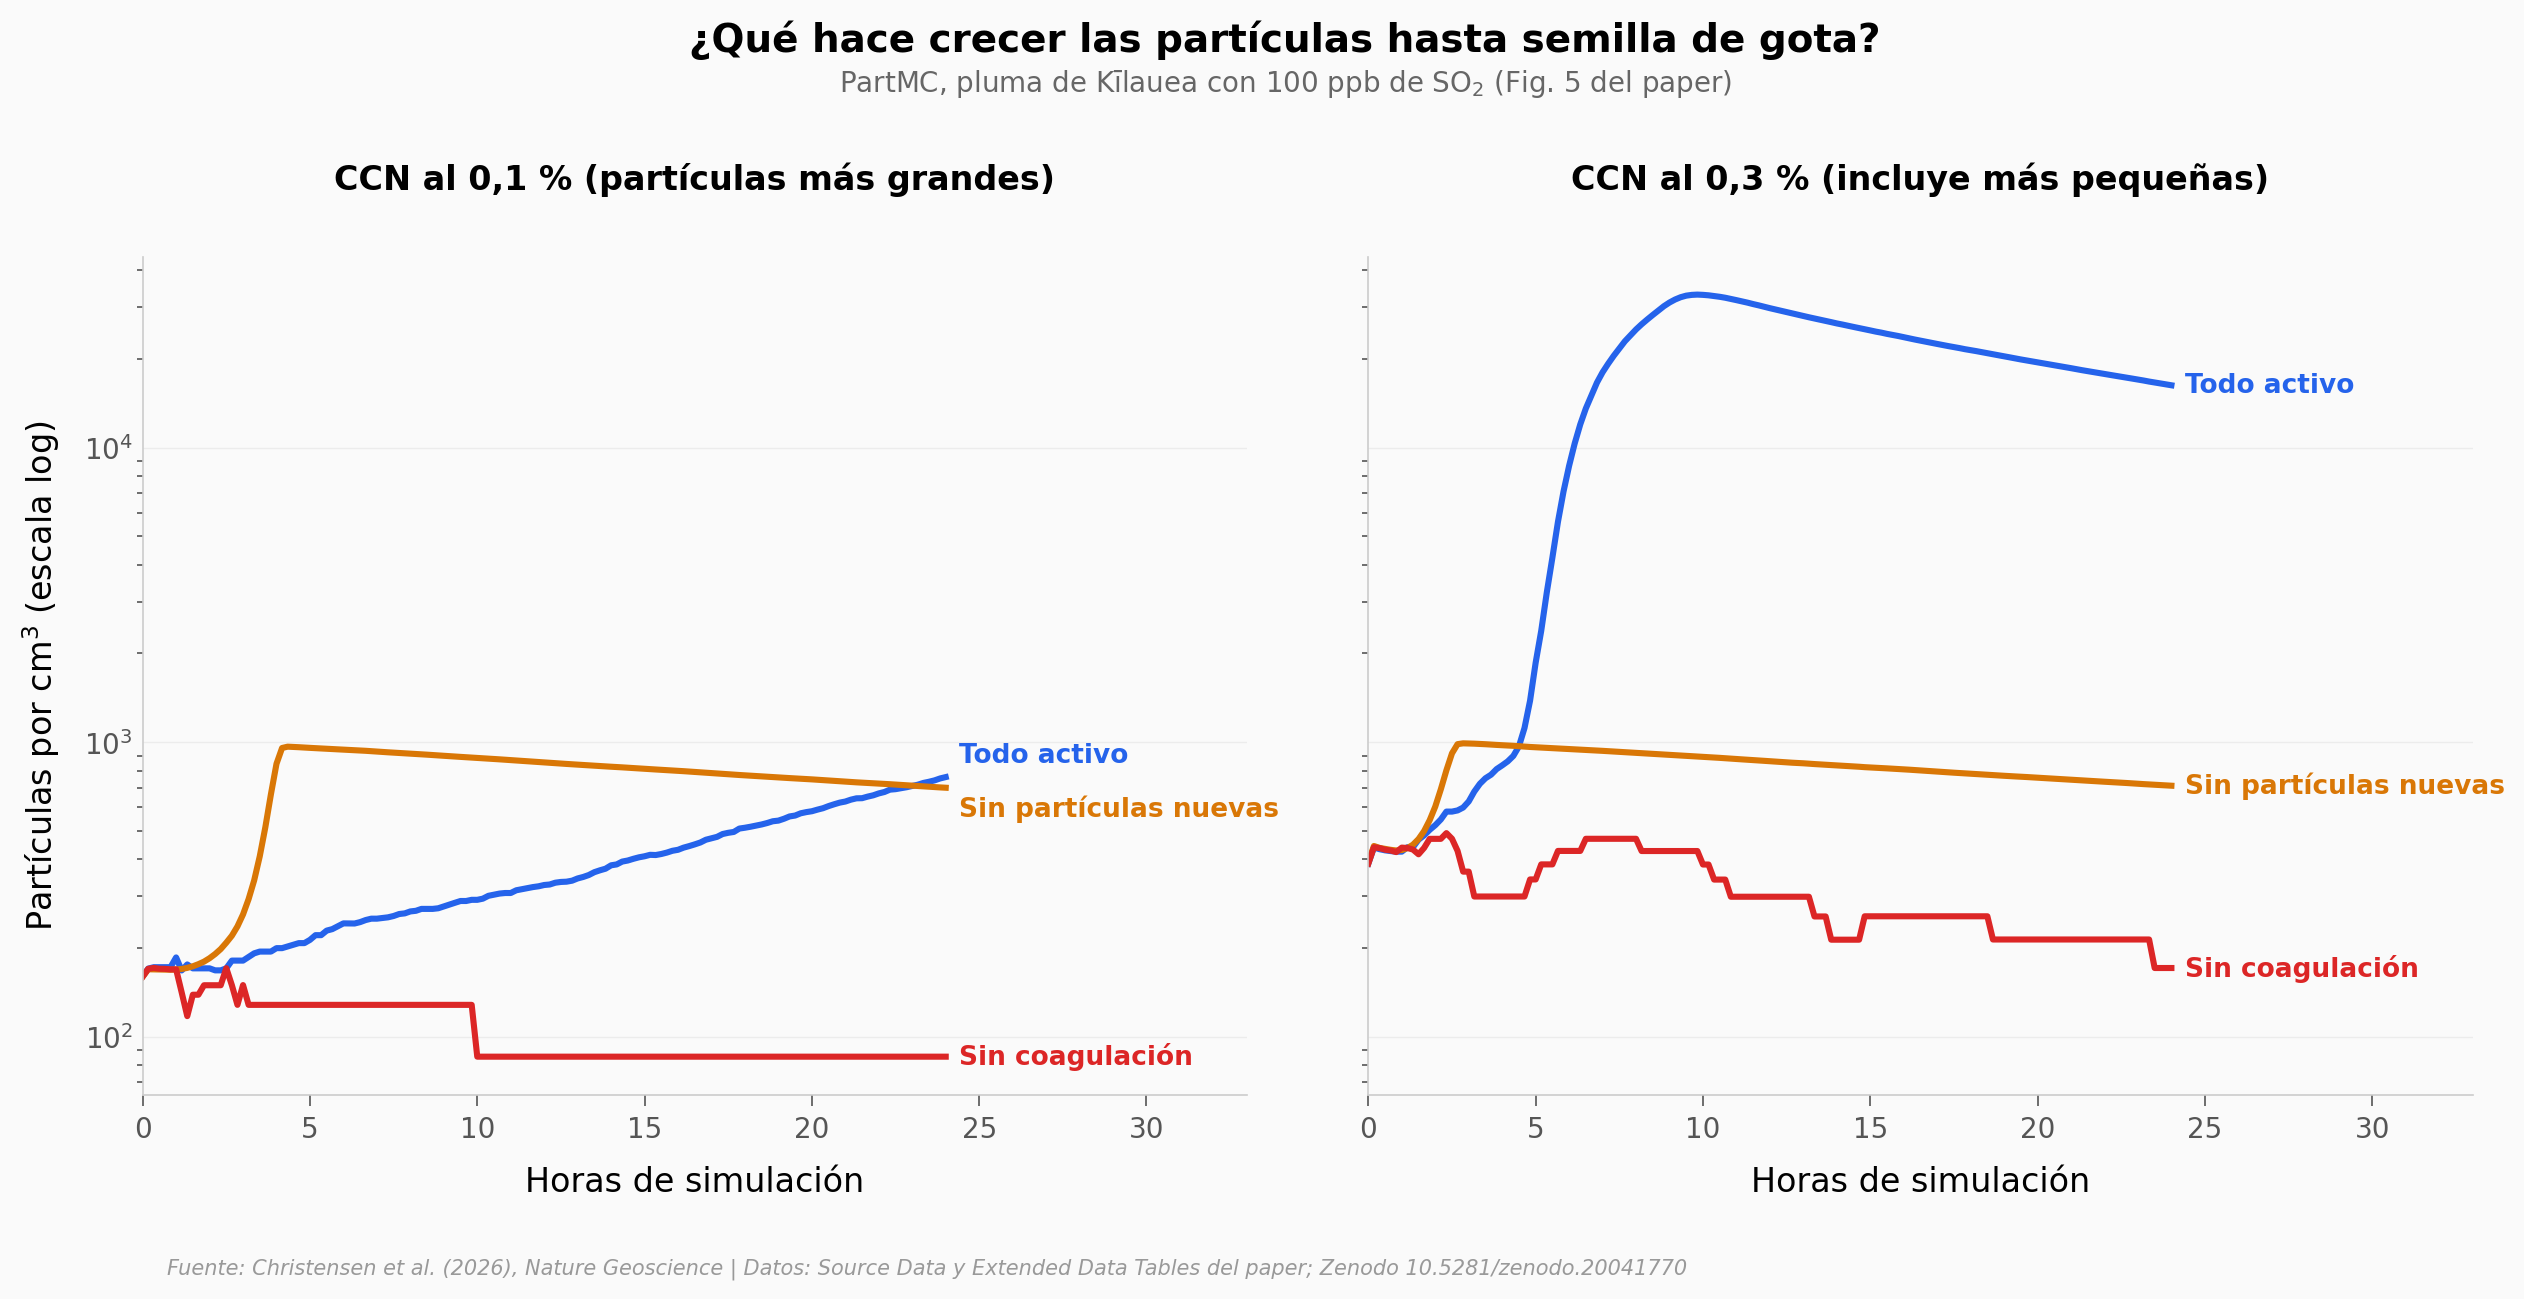 ¿Qué hace crecer las partículas hasta semilla de gota?
PartMC, pluma de Kīlauea con 100 ppb de SO₂ (Fig. 5 del paper)
CCN al 0,1 % (partículas más grandes)
Partículas por cm³ (escala log)
10⁴
10³
10²
Todo activo
Sin partículas nuevas
Sin coagulación
0 5 10 15 20 25 30
Horas de simulación
CCN al 0,3 % (incluye más pequeñas)
Todo activo
Sin partículas nuevas
Sin coagulación
0 5 10 15 20 25 30
Horas de simulación
Fuente: Christensen et al. (2026), Nature Geoscience | Datos: Source Data y Extended Data Tables del paper; Zenodo 10.5281/zenodo.20041770